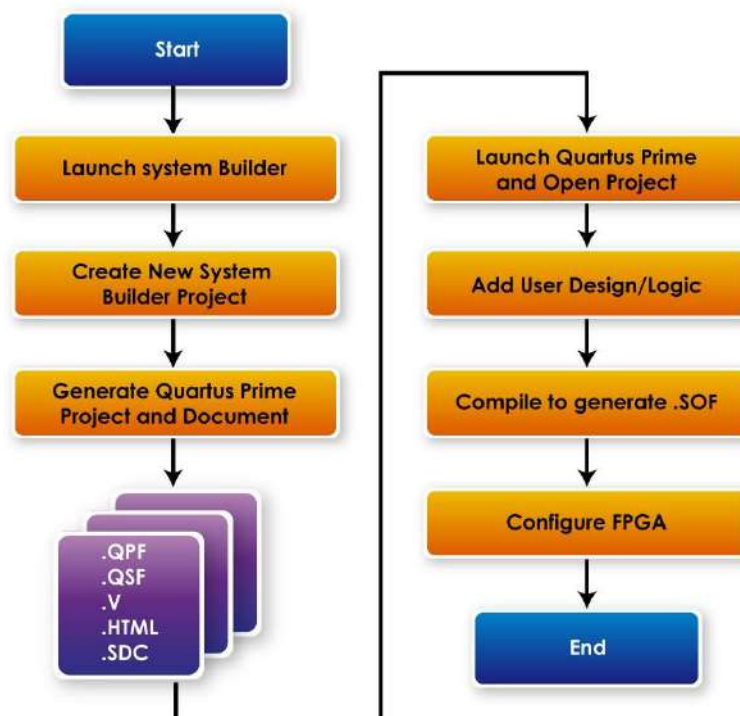 Start
Launch system Builder
Create New System
Builder Project
Generate Quartus Prime
Project and Document
.QPF
.QSF
.V
.HTML
.SDC
Launch Quartus Prime
and Open Project
Add User Design/Logic
Compile to generate .SOF
Configure FPGA
End